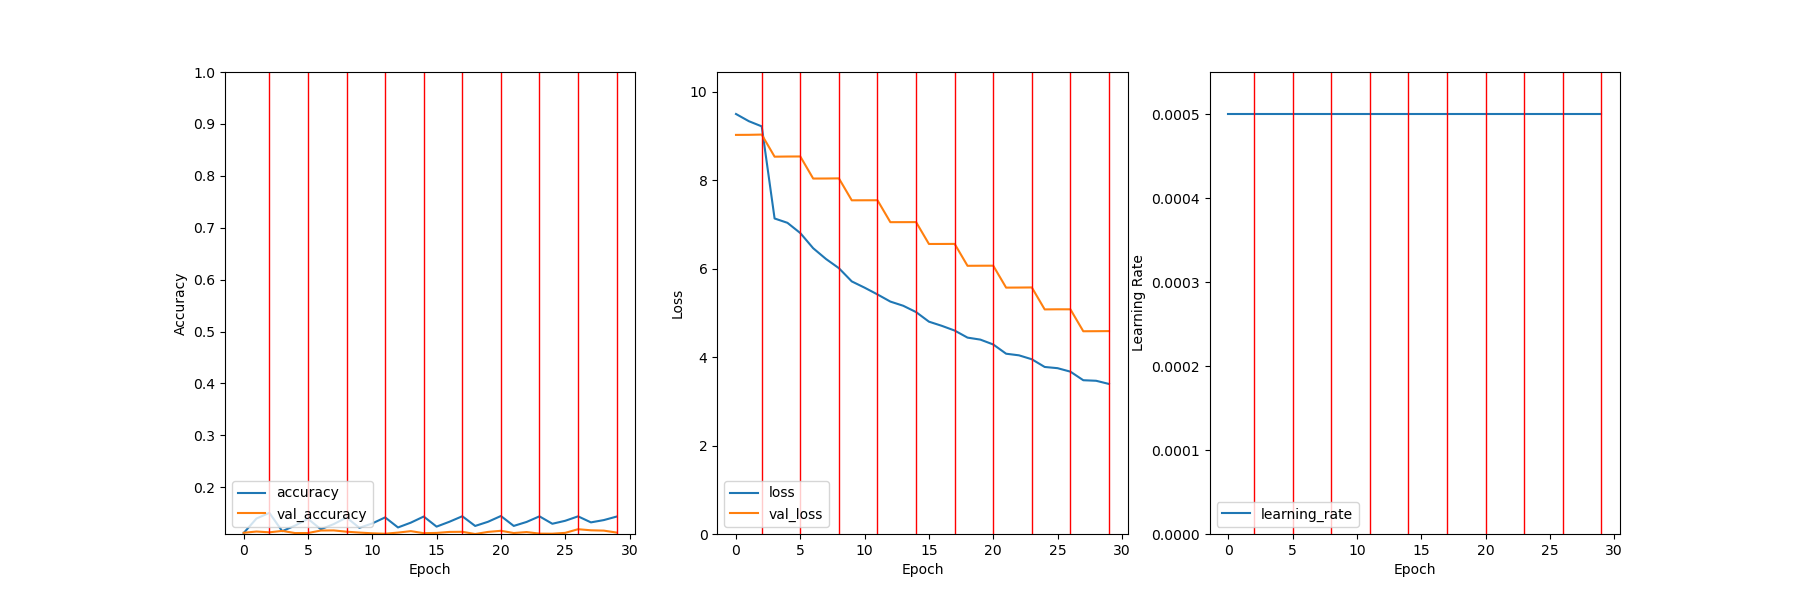 1.0
0.9
0.8
0.7
0.6
0.5
0.4
0.3
0.2
Accuracy
accuracy
val_accuracy
0 5 10 15 20 25 30
Epoch
10
8
6
4
2
0
Loss
loss
val_loss
0 5 10 15 20 25 30
Epoch
0.0005
0.0004
0.0003
0.0002
0.0001
0.0000
Learning Rate
learning_rate
0 5 10 15 20 25 30
Epoch